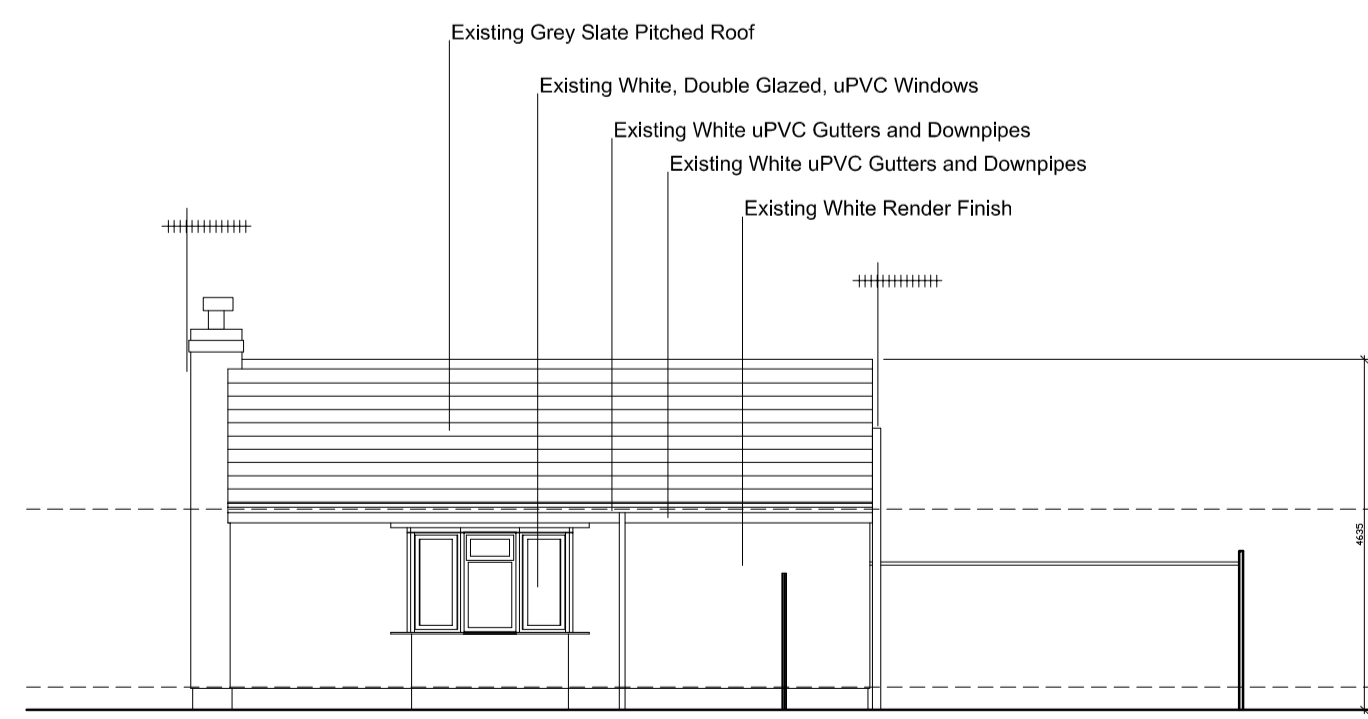 Existing Grey Slate Pitched Roof
Existing White, Double Glazed, uPVC Windows
Existing White uPVC Gutters and Downpipes
Existing White uPVC Gutters and Downpipes
Existing White Render Finish
4635